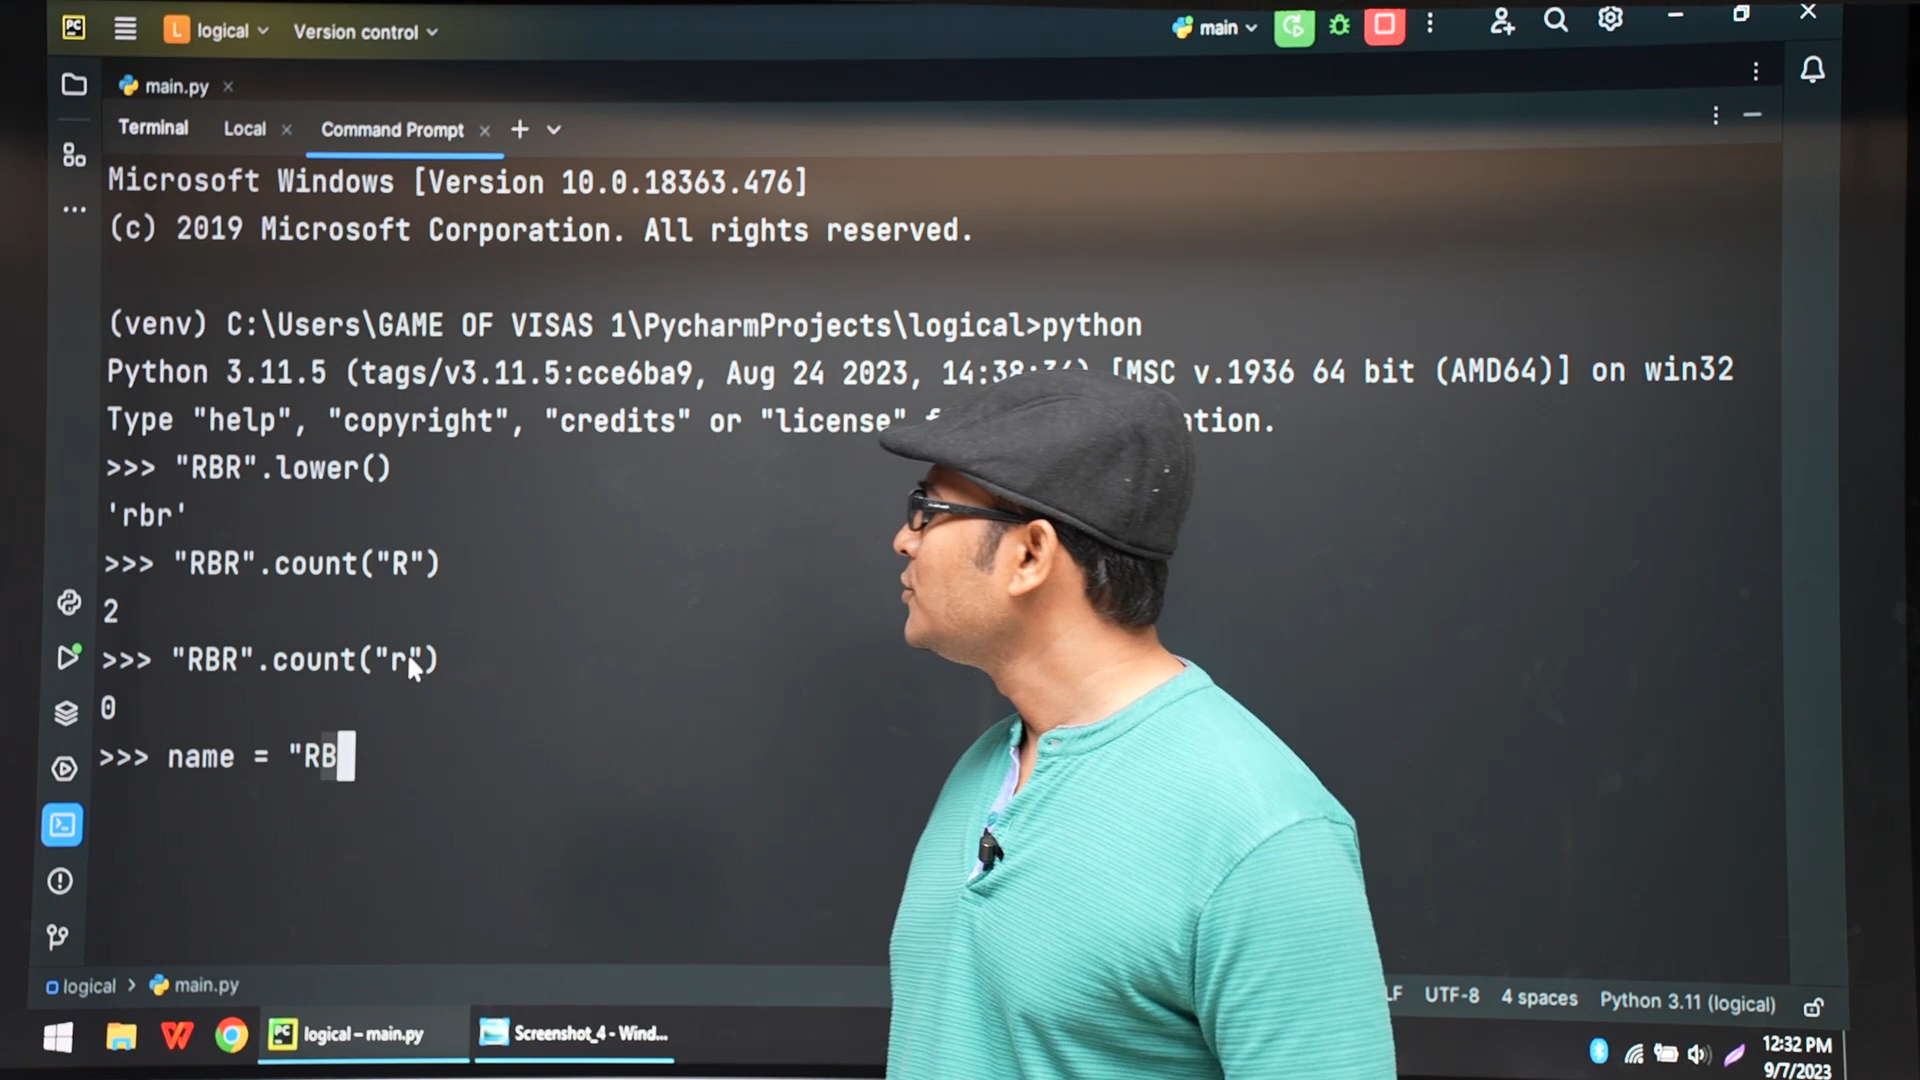 PC
L logical
Version control
main
main.py
Terminal
Local
Command Prompt
Microsoft Windows [Version 10.0.18363.476]
(c) 2019 Microsoft Corporation. All rights reserved.
(venv) C:\Users\GAME OF VISAS 1\PycharmProjects\logical>python
Python 3.11.5 (tags/v3.11.5:cce6ba9, Aug 24 2023, 14:38: [MSC v.1936 64 bit (AMD64)] on win32
Type "help", "copyright", "credits" or "license" tion.
>>> "RBR".lower()
'rbr'
>>> "RBR".count("R")
2
>>> "RBR".count("r")
0
>>> name = "RB
logical > main.py
LF UTF-8 4 spaces Python 3.11 (logical)
PC logical – main.py
Screenshot_4 - Wind...
12:32 PM
9/7/2023